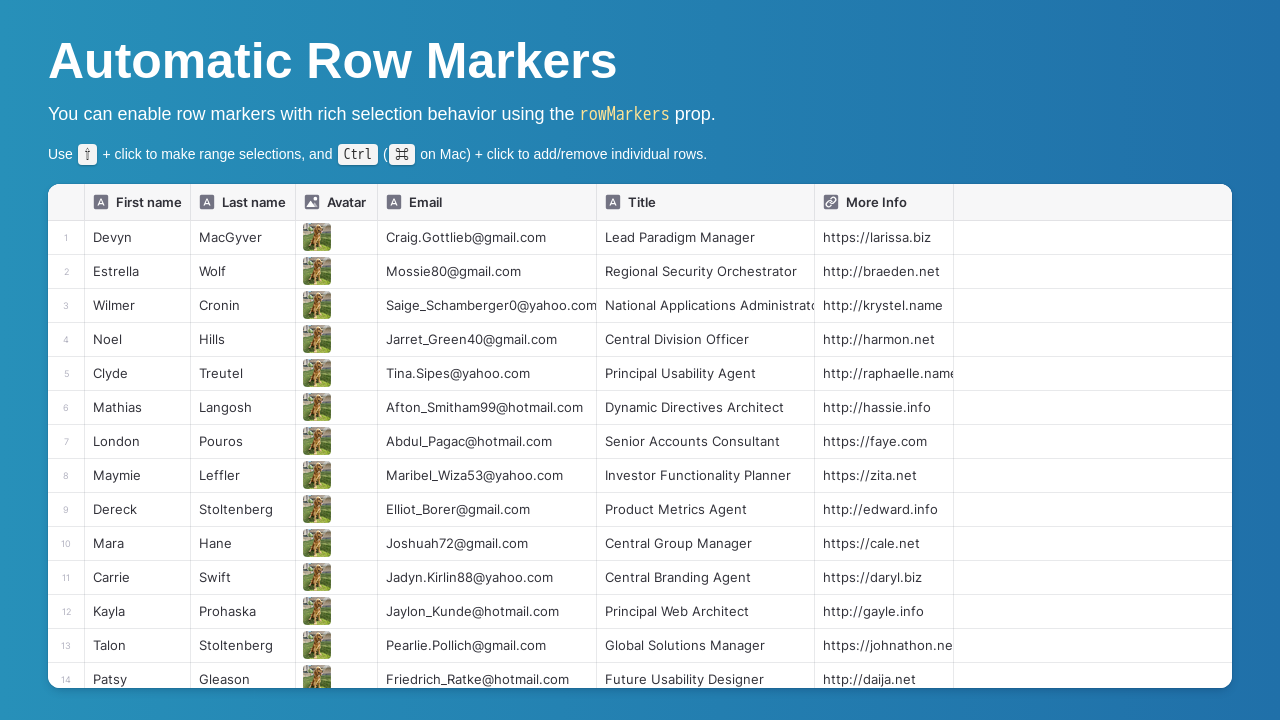 Automatic Row Markers
You can enable row markers with rich selection behavior using the rowMarkers prop.
Use ⇧ + click to make range selections, and Ctrl (⌘ on Mac) + click to add/remove individual rows.
First name Last name Avatar Email Title More Info
1 Devyn MacGyver Craig.Gottlieb@gmail.com Lead Paradigm Manager https://larissa.biz
2 Estrella Wolf Mossie80@gmail.com Regional Security Orchestrator http://braeden.net
3 Wilmer Cronin Saige_Schamberger0@yahoo.com National Applications Administrato http://krystel.name
4 Noel Hills Jarret_Green40@gmail.com Central Division Officer http://harmon.net
5 Clyde Treutel Tina.Sipes@yahoo.com Principal Usability Agent http://raphaelle.name
6 Mathias Langosh Afton_Smitham99@hotmail.com Dynamic Directives Architect http://hassie.info
7 London Pouros Abdul_Pagac@hotmail.com Senior Accounts Consultant https://faye.com
8 Maymie Leffler Maribel_Wiza53@yahoo.com Investor Functionality Planner https://zita.net
9 Dereck Stoltenberg Elliot_Borer@gmail.com Product Metrics Agent http://edward.info
10 Mara Hane Joshuah72@gmail.com Central Group Manager https://cale.net
11 Carrie Swift Jadyn.Kirlin88@yahoo.com Central Branding Agent https://daryl.biz
12 Kayla Prohaska Jaylon_Kunde@hotmail.com Principal Web Architect http://gayle.info
13 Talon Stoltenberg Pearlie.Pollich@gmail.com Global Solutions Manager https://johnathon.ne
14 Patsy Gleason Friedrich_Ratke@hotmail.com Future Usability Designer http://daija.net